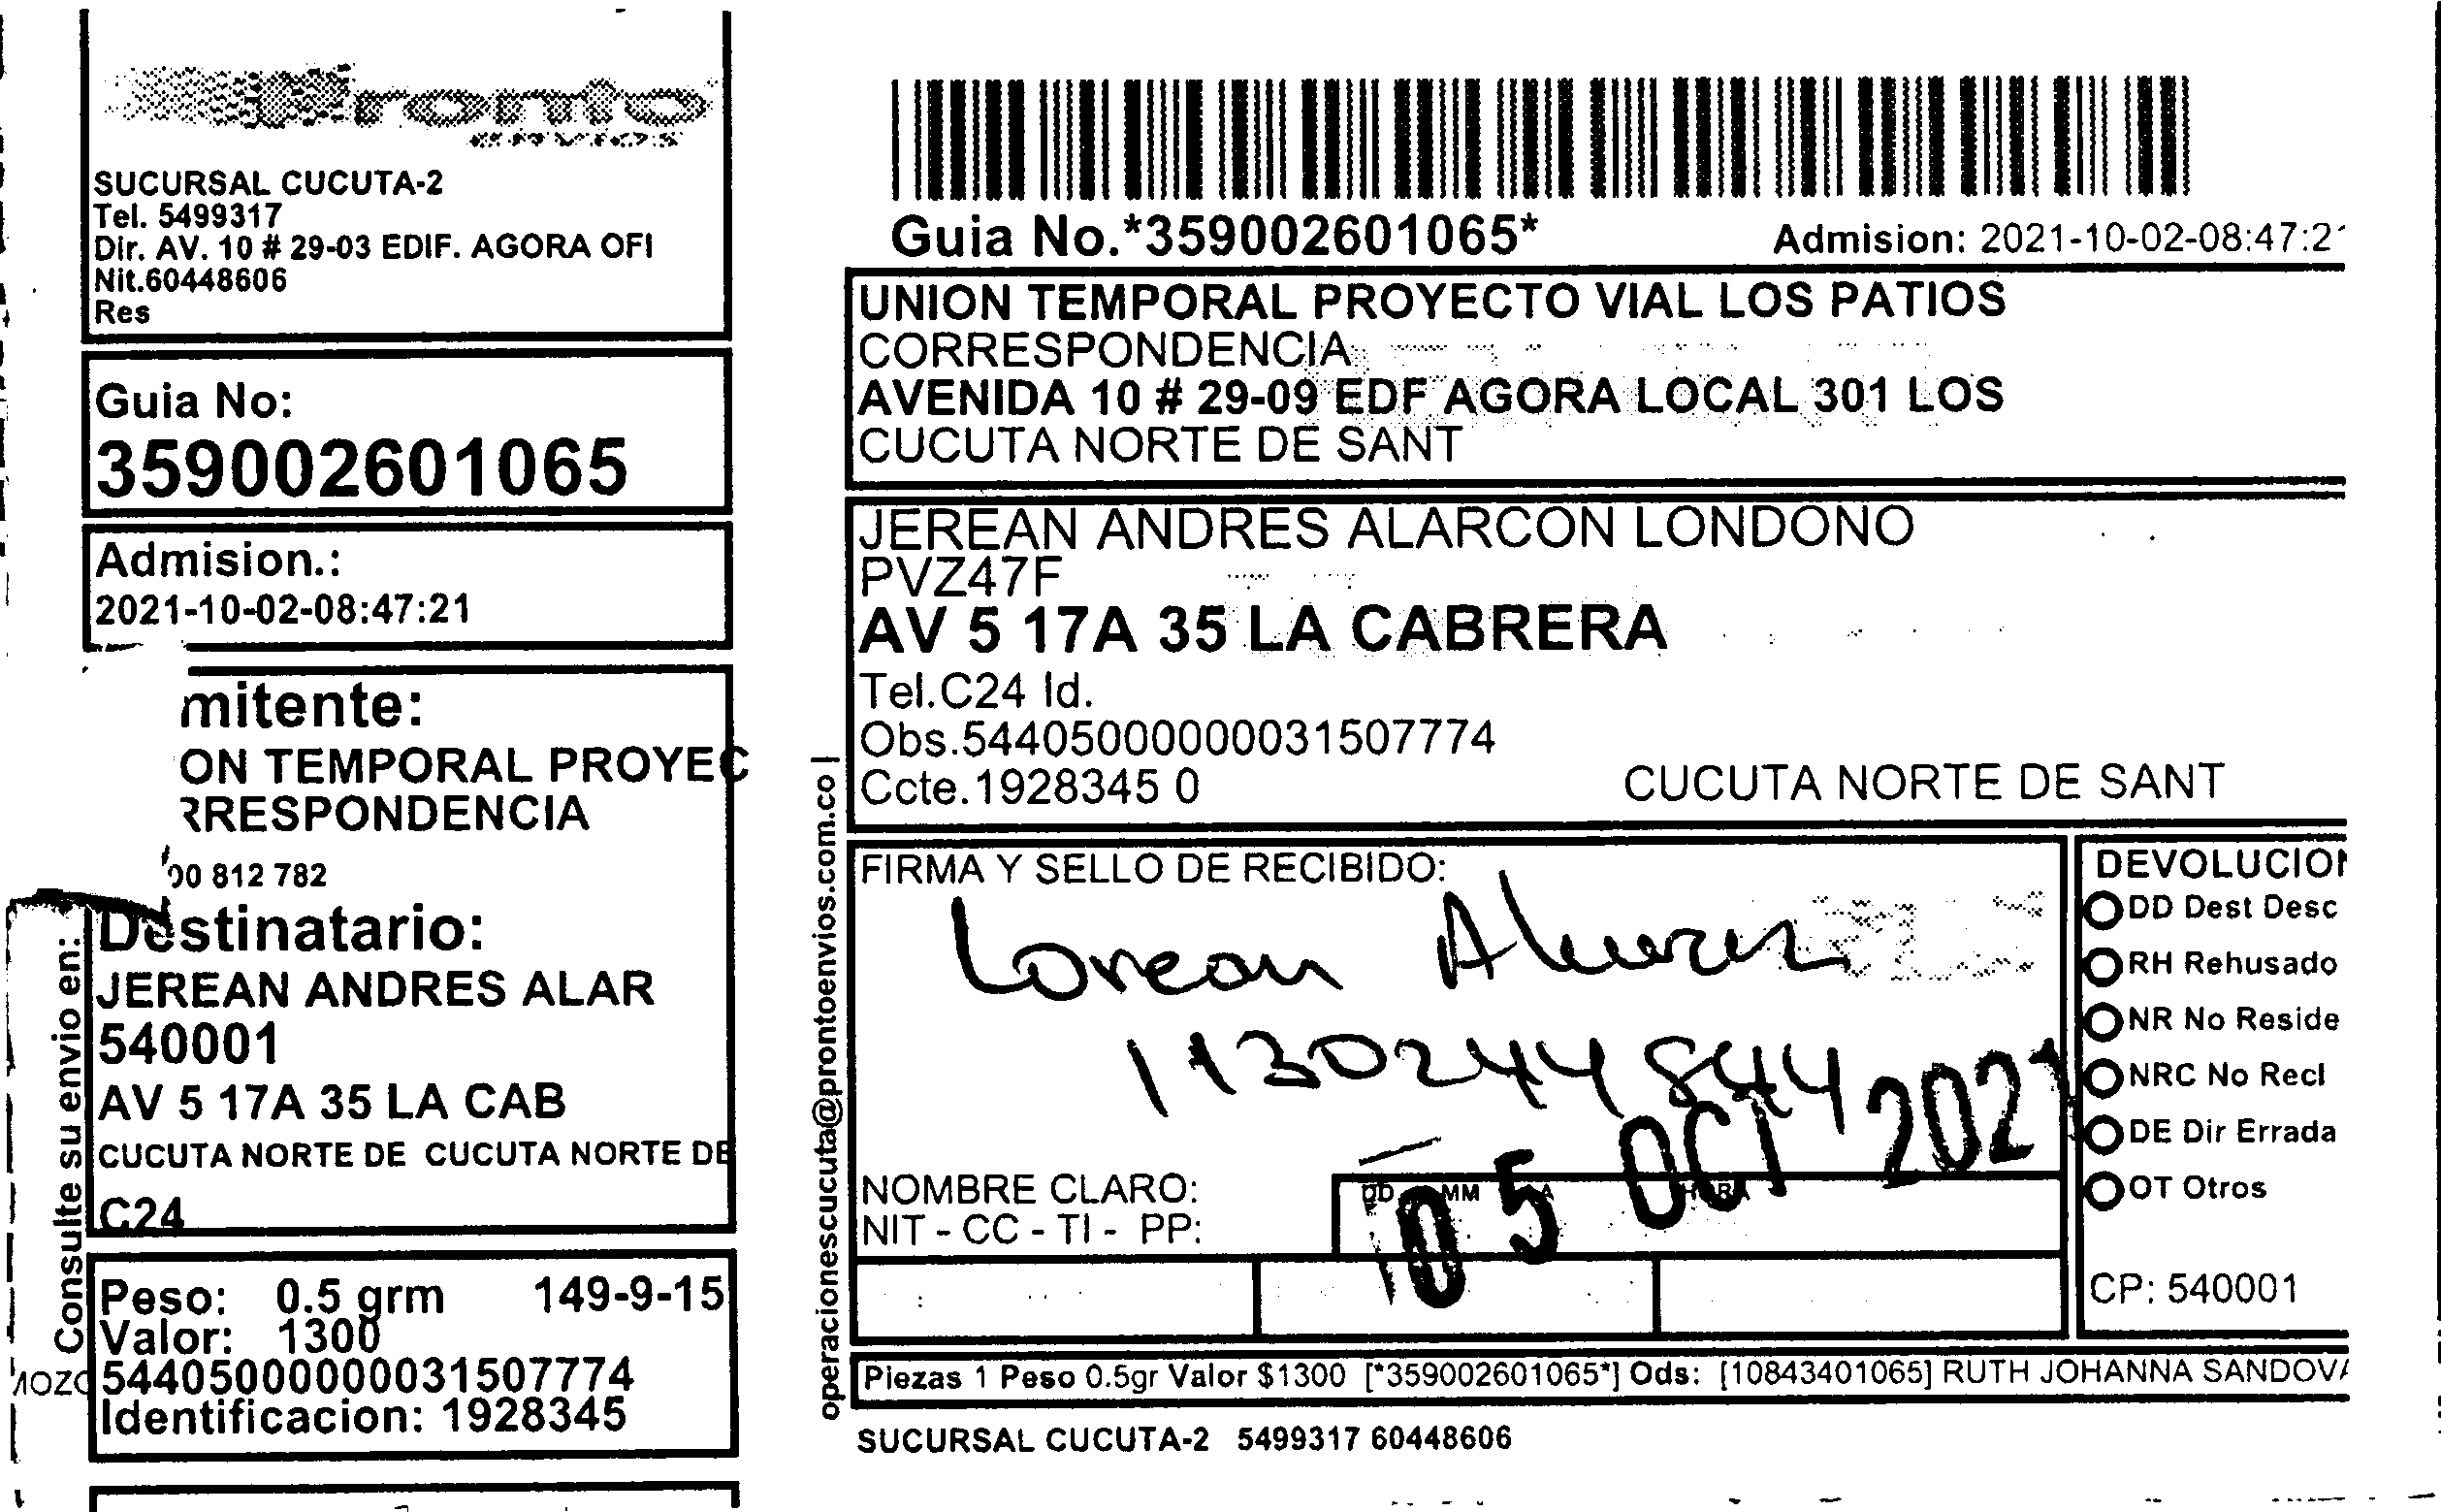 Pronto
envios
SUCURSAL CUCUTA-2
Tel. 5499317
Dir. AV. 10 # 29-03 EDIF. AGORA OFI
Nit.60448606
Res
Guia No:
359002601065
Admision.:
2021-10-02-08:47:21
mitente:
ON TEMPORAL PROYEC
RRESPONDENCIA
00 812 782
Destinatario:
JEREAN ANDRES ALAR
540001
AV 5 17A 35 LA CAB
CUCUTA NORTE DE CUCUTA NORTE DE
C24
Peso: 0.5 grm 149-9-15
Valor: 1300
544050000000031507774
Identificacion: 1928345
Consulte su envio en:
operacionescucuta@prontoenvios.com.co |
Guia No.*359002601065*
Admision: 2021-10-02-08:47:21
UNION TEMPORAL PROYECTO VIAL LOS PATIOS
CORRESPONDENCIA
AVENIDA 10 # 29-09 EDF AGORA LOCAL 301 LOS
CUCUTA NORTE DE SANT
JEREAN ANDRES ALARCON LONDONO
PVZ47F
AV 5 17A 35 LA CABRERA
Tel.C24 Id.
Obs.544050000000031507774
Ccte.1928345 0
CUCUTA NORTE DE SANT
FIRMA Y SELLO DE RECIBIDO:
1130244844
05 OCT 2021
NOMBRE CLARO:
NIT - CC - TI - PP:
DD MM AA HORA
DEVOLUCION
DD Dest Desc
RH Rehusado
NR No Reside
NRC No Recl
DE Dir Errada
OT Otros
CP: 540001
Piezas 1 Peso 0.5gr Valor $1300 [*359002601065*] Ods: [10843401065] RUTH JOHANNA SANDOVA
SUCURSAL CUCUTA-2 5499317 60448606